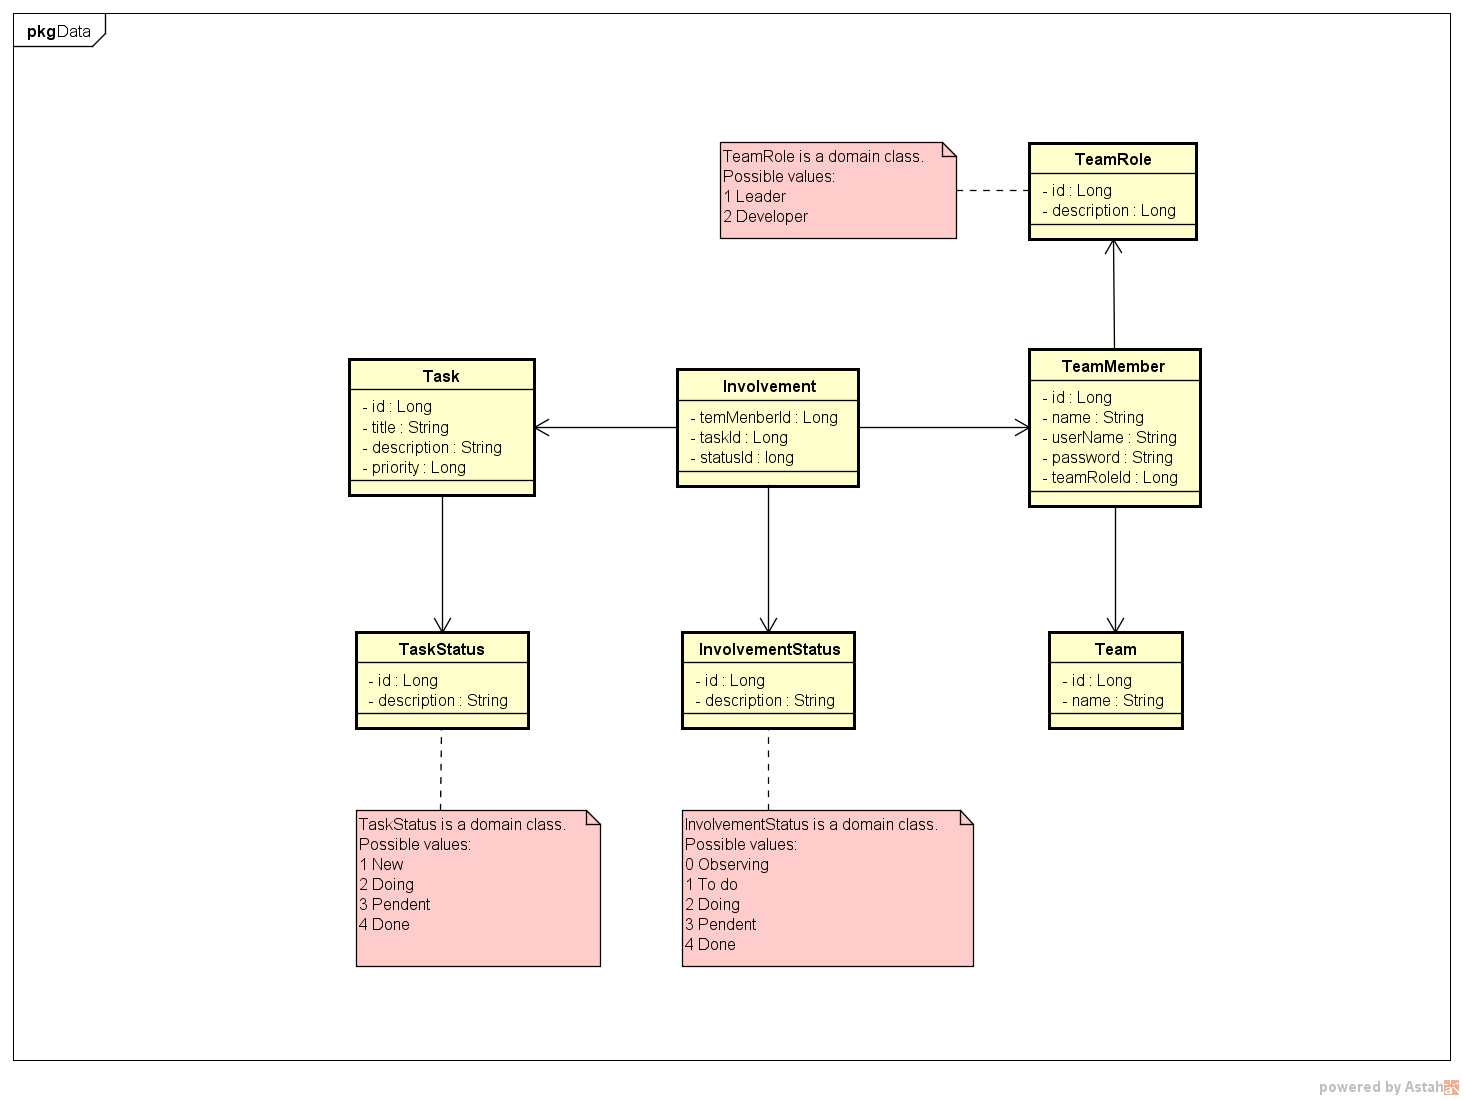 pkgData
TeamRole is a domain class.
Possible values:
1 Leader
2 Developer
TeamRole
- id : Long
- description : Long
Task
- id : Long
- title : String
- description : String
- priority : Long
Involvement
- temMenberId : Long
- taskId : Long
- statusId : long
TeamMember
- id : Long
- name : String
- userName : String
- password : String
- teamRoleId : Long
TaskStatus
- id : Long
- description : String
InvolvementStatus
- id : Long
- description : String
Team
- id : Long
- name : String
TaskStatus is a domain class.
Possible values:
1 New
2 Doing
3 Pendent
4 Done
InvolvementStatus is a domain class.
Possible values:
0 Observing
1 To do
2 Doing
3 Pendent
4 Done
powered by Astah